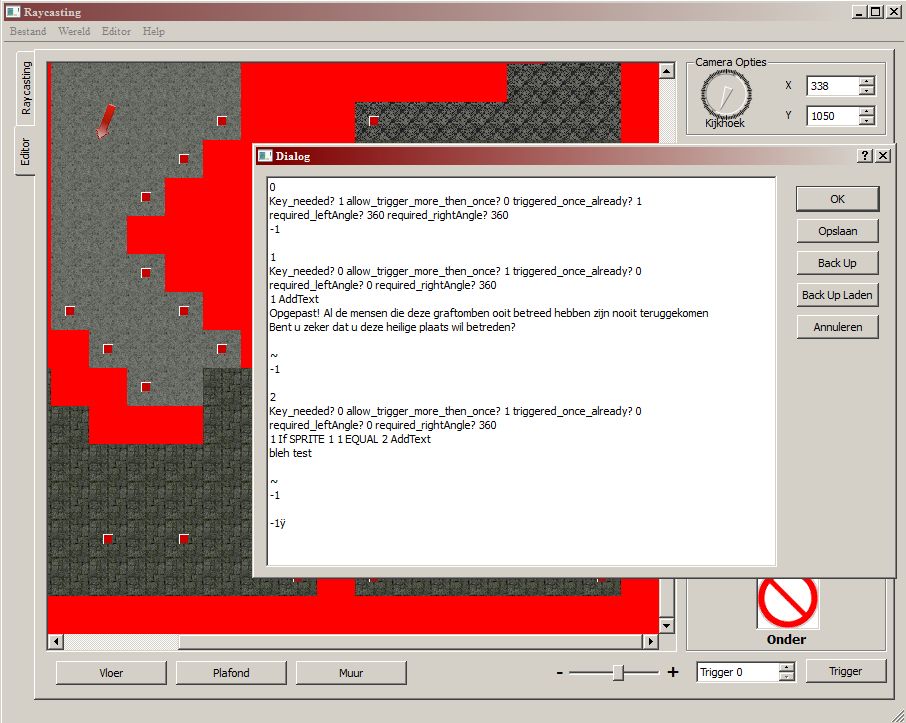 Raycasting
Bestand Wereld Editor Help
Raycasting
Editor
Camera Opties
Kijkhoek
X 338
Y 1050
Dialog
0
Key_needed? 1 allow_trigger_more_then_once? 0 triggered_once_already? 1
required_leftAngle? 360 required_rightAngle? 360
-1
1
Key_needed? 0 allow_trigger_more_then_once? 1 triggered_once_already? 0
required_leftAngle? 0 required_rightAngle? 360
1 AddText
Opgepast! Al de mensen die deze graftomben ooit betreed hebben zijn nooit teruggekomen
Bent u zeker dat u deze heilige plaats wil betreden?
~
-1
2
Key_needed? 0 allow_trigger_more_then_once? 1 triggered_once_already? 0
required_leftAngle? 0 required_rightAngle? 360
1 If SPRITE 1 1 EQUAL 2 AddText
bleh test
~
-1
-1ÿ
OK
Opslaan
Back Up
Back Up Laden
Annuleren
Onder
Vloer Plafond Muur - + Trigger 0 Trigger